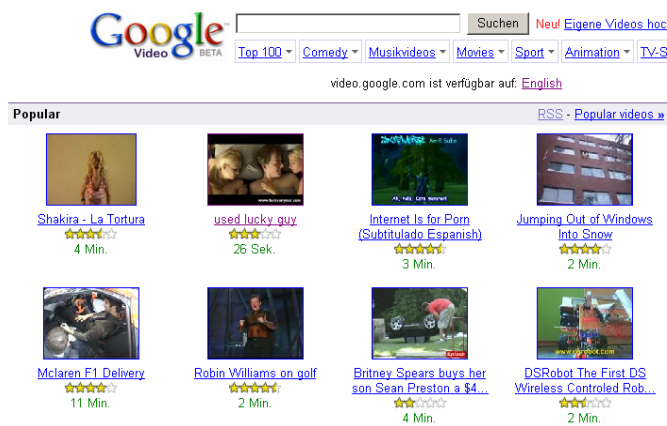 Google
Video BETA
Suchen
Neu! Eigene Videos hoc
Top 100 Comedy Musikvideos Movies Sport Animation TV-S
video.google.com ist verfügbar auf: English
Popular
RSS - Popular videos »
Shakira - La Tortura
4 Min.
used lucky guy
26 Sek.
Internet Is for Porn
(Subtitulado Espanish)
3 Min.
Jumping Out of Windows
Into Snow
2 Min.
Mclaren F1 Delivery
11 Min.
Robin Williams on golf
2 Min.
Britney Spears buys her
son Sean Preston a $4...
4 Min.
www.dsrobot.com
DSRobot The First DS
Wireless Controled Rob...
2 Min.